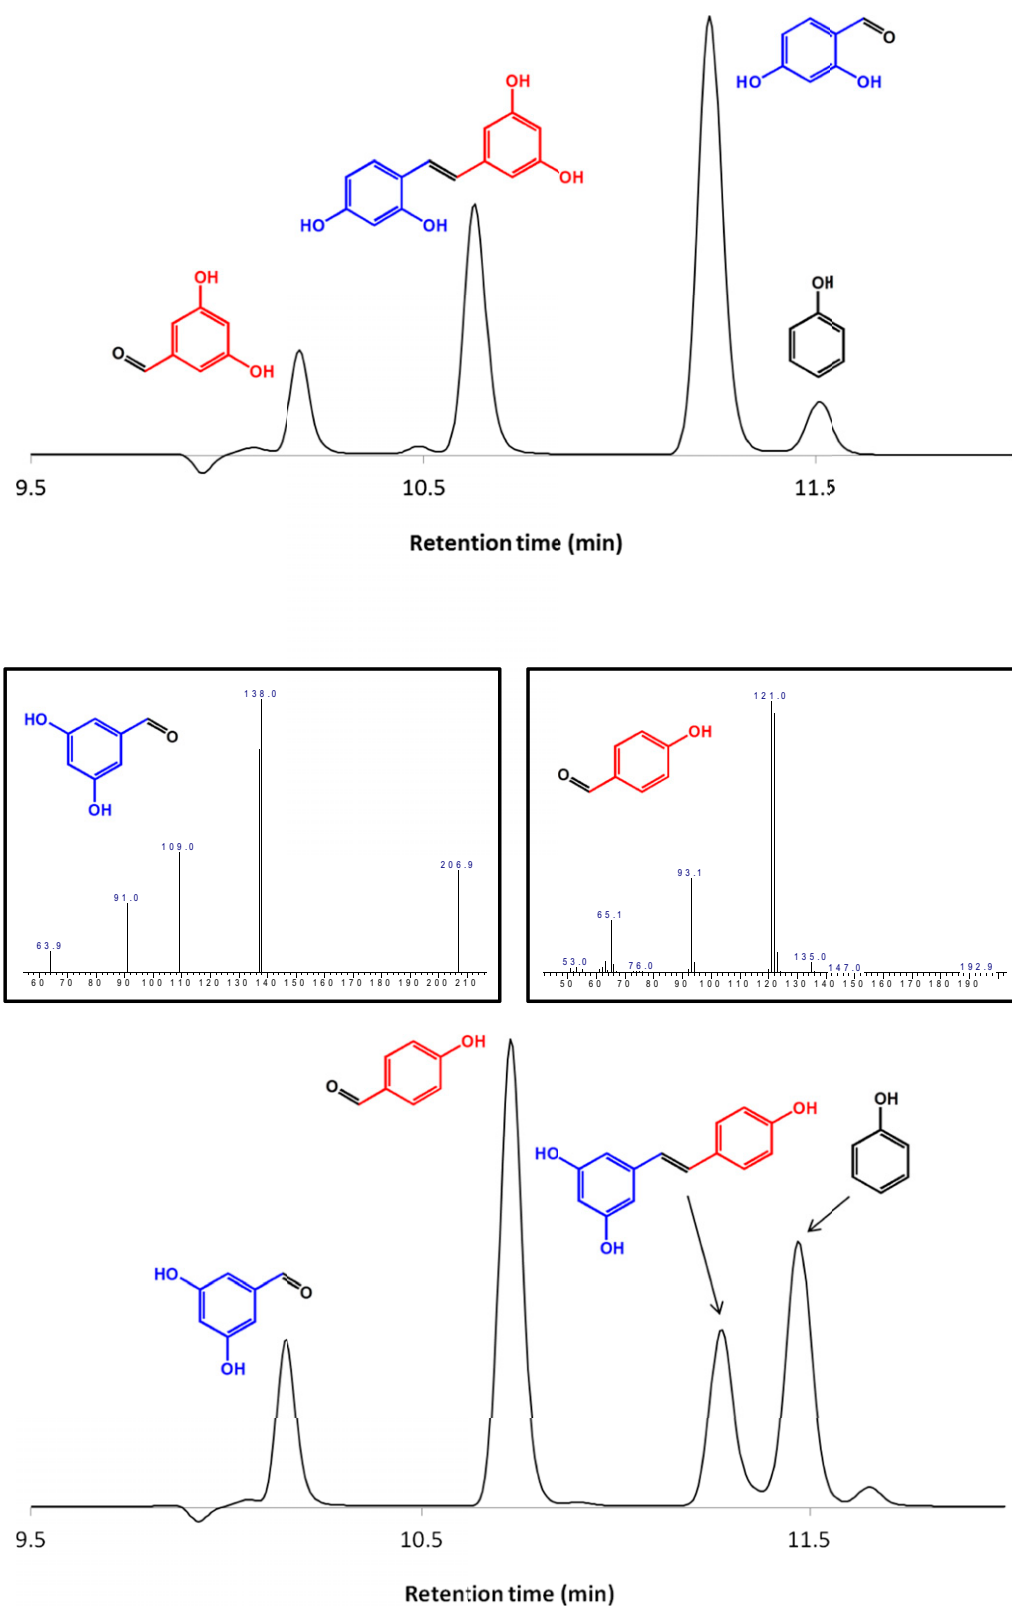 O
OH
HO
OH
OH
OH
HO
OH
OH
OH
O
OH
OH
9.5
10.5
11.5
Retention time (min)
138.0
HO
O
OH
109.0
206.9
91.0
63.9
60 70 80 90 100 110 120 130 140 150 160 170 180 190 200 210
121.0
OH
O
93.1
65.1
53.0
76.0
135.0
147.0
192.9
50 60 70 80 90 100 110 120 130 140 150 160 170 180 190
OH
O
OH
OH
HO
OH
HO
O
OH
9.5
10.5
11.5
Retention time (min)